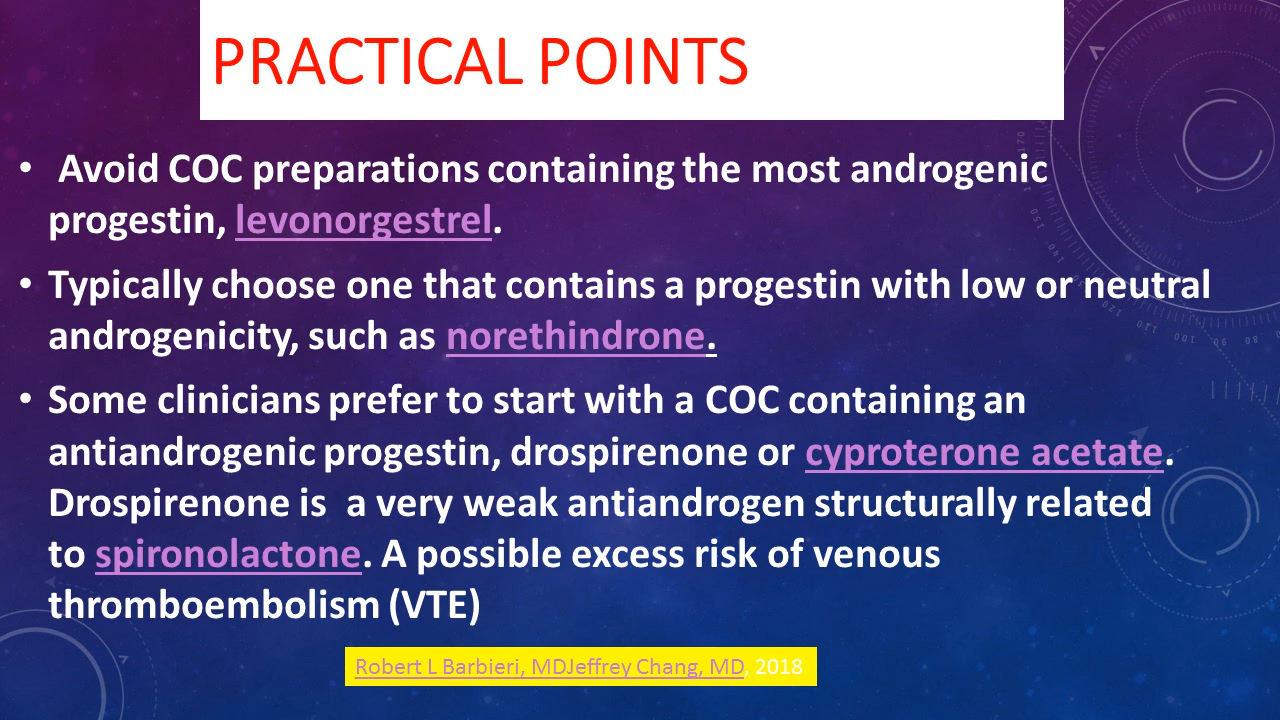 PRACTICAL POINTS
• Avoid COC preparations containing the most androgenic
progestin, levonorgestrel.
• Typically choose one that contains a progestin with low or neutral
androgenicity, such as norethindrone.
• Some clinicians prefer to start with a COC containing an
antiandrogenic progestin, drospirenone or cyproterone acetate.
Drospirenone is  a very weak antiandrogen structurally related
to spironolactone. A possible excess risk of venous
thromboembolism (VTE)
Robert L Barbieri, MDJeffrey Chang, MD, 2018